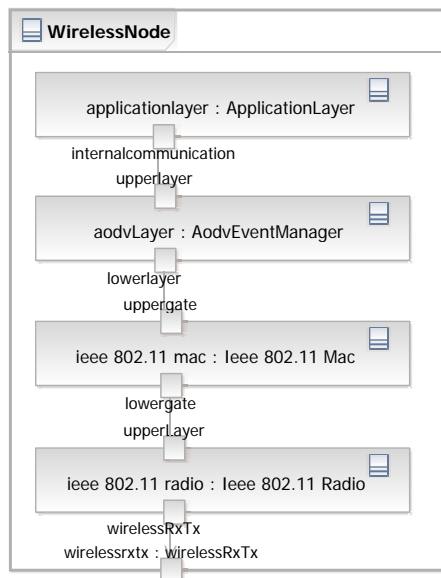 WirelessNode
applicationlayer : ApplicationLayer
internalcommunication
upperlayer
aodvLayer : AodvEventManager
lowerlayer
uppergate
ieee 802.11 mac : Ieee 802.11 Mac
lowergate
upperLayer
ieee 802.11 radio : Ieee 802.11 Radio
wirelessRxTx
wirelessrxtx : wirelessRxTx